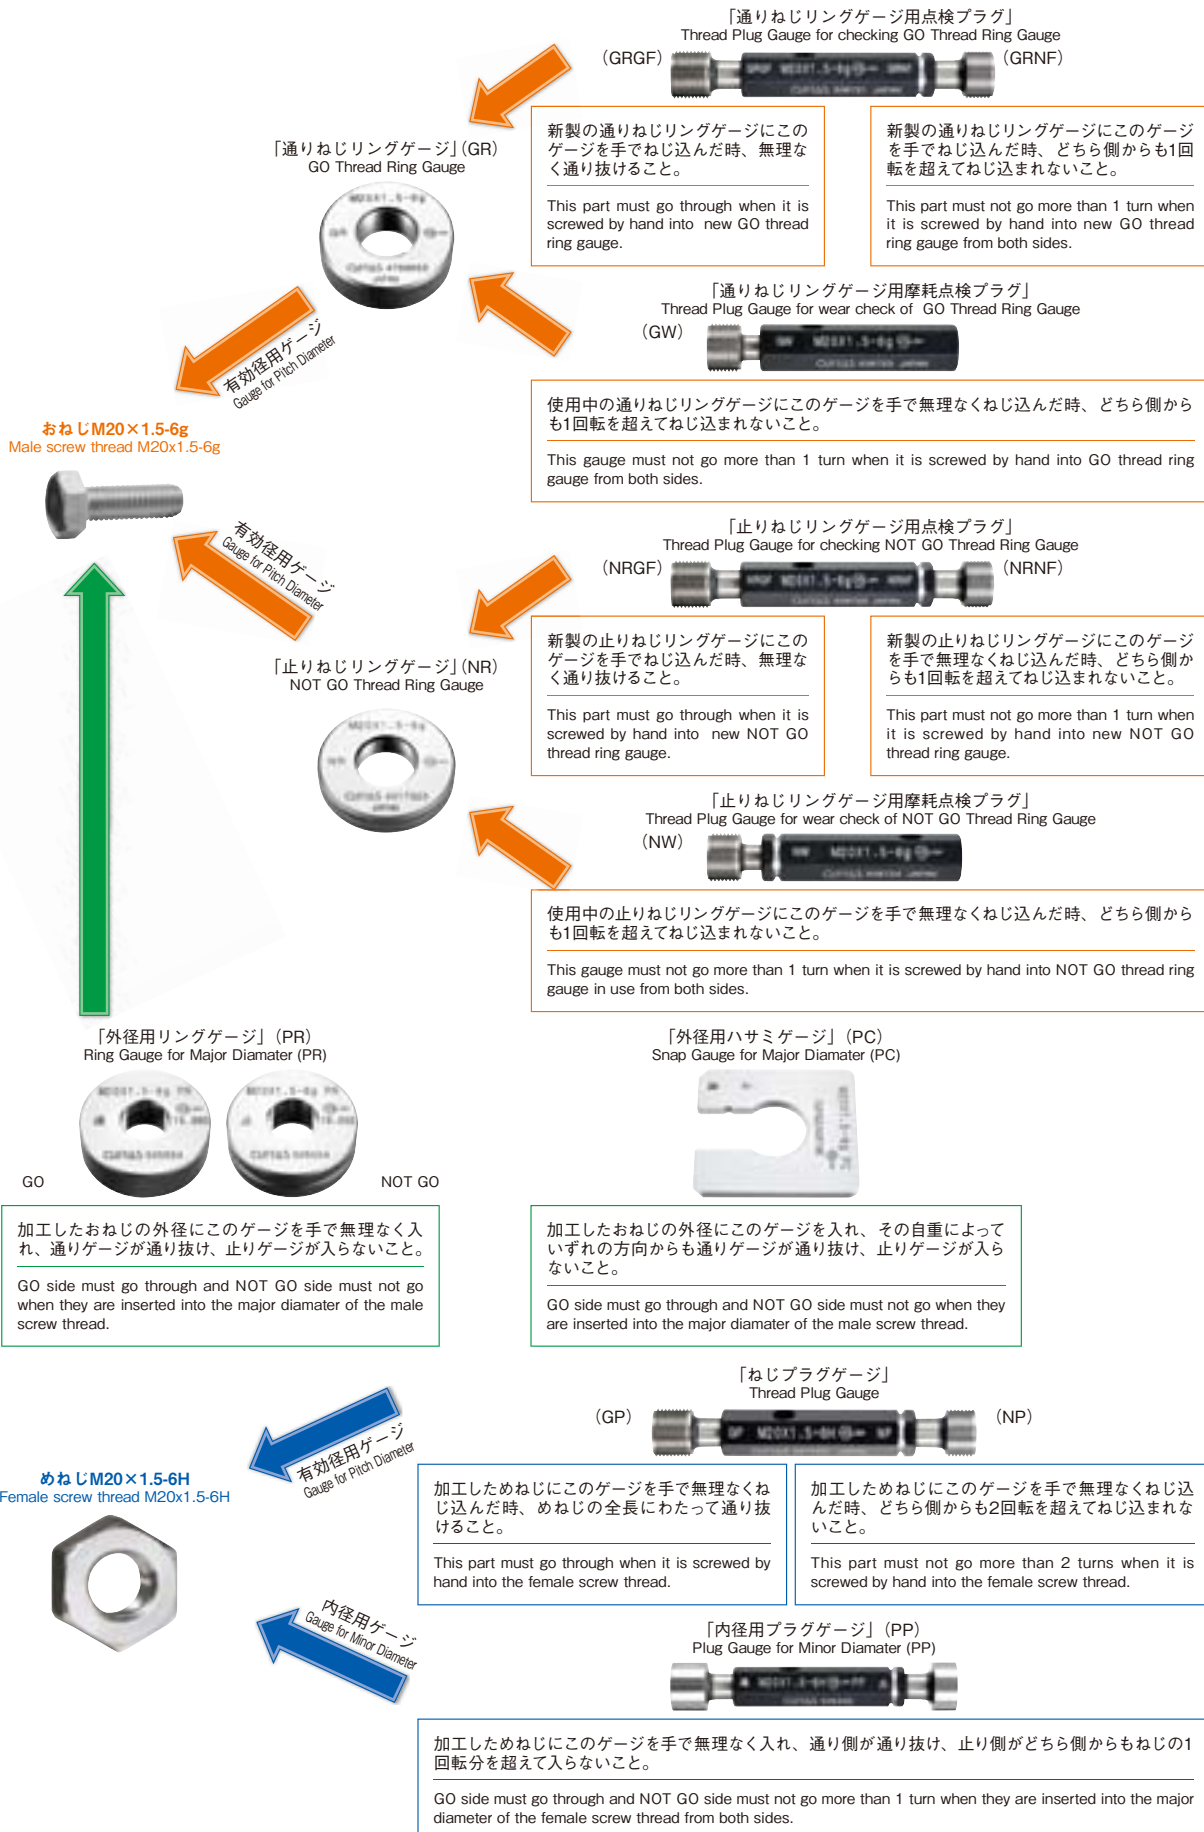 「通りねじリングゲージ用点検プラグ」
Thread Plug Gauge for checking GO Thread Ring Gauge
(GRGF)
(GRNF)
新製の通りねじリングゲージにこの
ゲージを手でねじ込んだ時、無理な
く通り抜けること。
This part must go through when it is
screwed by hand into new GO thread
ring gauge.
新製の通りねじリングゲージにこのゲージ
を手でねじ込んだ時、どちら側からも1回
転を超えてねじ込まれないこと。
This part must not go more than 1 turn when
it is screwed by hand into new GO thread
ring gauge from both sides.
「通りねじリングゲージ」(GR)
GO Thread Ring Gauge
「通りねじリングゲージ用摩耗点検プラグ」
Thread Plug Gauge for wear check of GO Thread Ring Gauge
(GW)
使用中の通りねじリングゲージにこのゲージを手で無理なくねじ込んだ時、どちら側から
も1回転を超えてねじ込まれないこと。
This gauge must not go more than 1 turn when it is screwed by hand into GO thread ring
gauge from both sides.
有効径用ゲージ
Gauge for Pitch Diameter
おねじM20×1.5-6g
Male screw thread M20x1.5-6g
有効径用ゲージ
Gauge for Pitch Diameter
「止りねじリングゲージ用点検プラグ」
Thread Plug Gauge for checking NOT GO Thread Ring Gauge
(NRGF)
(NRNF)
新製の止りねじリングゲージにこの
ゲージを手でねじ込んだ時、無理な
く通り抜けること。
This part must go through when it is
screwed by hand into new NOT GO
thread ring gauge.
新製の止りねじリングゲージにこのゲージ
を手で無理なくねじ込んだ時、どちら側か
らも1回転を超えてねじ込まれないこと。
This part must not go more than 1 turn when
it is screwed by hand into new NOT GO
thread ring gauge.
「止りねじリングゲージ」(NR)
NOT GO Thread Ring Gauge
「止りねじリングゲージ用摩耗点検プラグ」
Thread Plug Gauge for wear check of NOT GO Thread Ring Gauge
(NW)
使用中の止りねじリングゲージにこのゲージを手で無理なくねじ込んだ時、どちら側から
も1回転を超えてねじ込まれないこと。
This gauge must not go more than 1 turn when it is screwed by hand into NOT GO thread ring
gauge in use from both sides.
「外径用リングゲージ」(PR)
Ring Gauge for Major Diamater (PR)
GO
NOT GO
加工したおねじの外径にこのゲージを手で無理なく入
れ、通りゲージが通り抜け、止りゲージが入らないこと。
GO side must go through and NOT GO side must not go
when they are inserted into the major diamater of the male
screw thread.
「外径用ハサミゲージ」(PC)
Snap Gauge for Major Diamater (PC)
加工したおねじの外径にこのゲージを入れ、その自重によって
いずれの方向からも通りゲージが通り抜け、止りゲージが入ら
ないこと。
GO side must go through and NOT GO side must not go when they
are inserted into the major diamater of the male screw thread.
「ねじプラグゲージ」
Thread Plug Gauge
(GP)
GP M20X1.5-6H NP
(NP)
有効径用ゲージ
Gauge for Pitch Diameter
加工しためねじにこのゲージを手で無理なくね
じ込んだ時、めねじの全長にわたって通り抜
けること。
This part must go through when it is screwed by
hand into the female screw thread.
加工しためねじにこのゲージを手で無理なくねじ込
んだ時、どちら側からも2回転を超えてねじ込まれな
いこと。
This part must not go more than 2 turns when it is
screwed by hand into the female screw thread.
めねじM20×1.5-6H
Female screw thread M20x1.5-6H
内径用ゲージ
Gauge for Minor Diameter
「内径用プラグゲージ」(PP)
Plug Gauge for Minor Diamater (PP)
加工しためねじにこのゲージを手で無理なく入れ、通り側が通り抜け、止り側がどちら側からもねじの1
回転分を超えて入らないこと。
GO side must go through and NOT GO side must not go more than 1 turn when they are inserted into the major
diameter of the female screw thread from both sides.